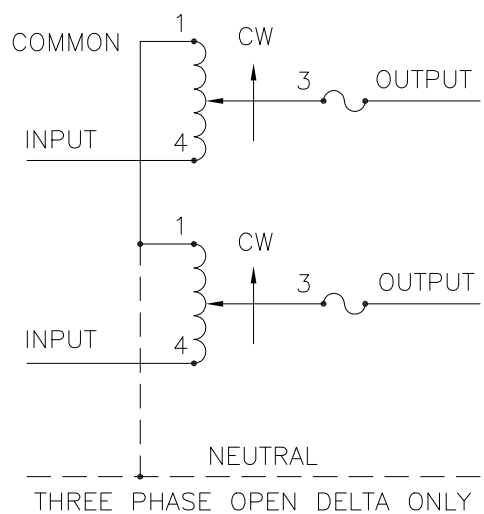 1
CW
COMMON
3
OUTPUT
INPUT
4
1
CW
3
OUTPUT
INPUT
4
NEUTRAL
THREE PHASE OPEN DELTA ONLY